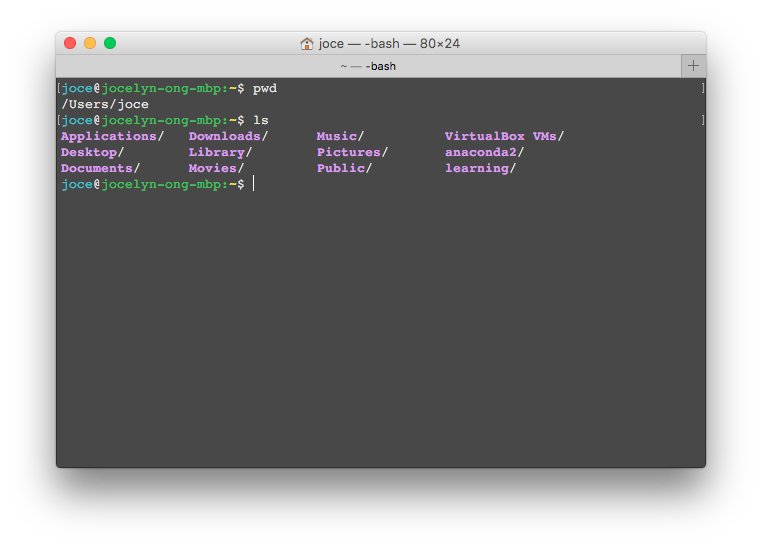 joce — -bash — 80×24
~ — -bash
[joce@jocelyn-ong-mbp:~$ pwd ]
/Users/joce
[joce@jocelyn-ong-mbp:~$ ls ]
Applications/ Downloads/ Music/ VirtualBox VMs/
Desktop/ Library/ Pictures/ anaconda2/
Documents/ Movies/ Public/ learning/
joce@jocelyn-ong-mbp:~$